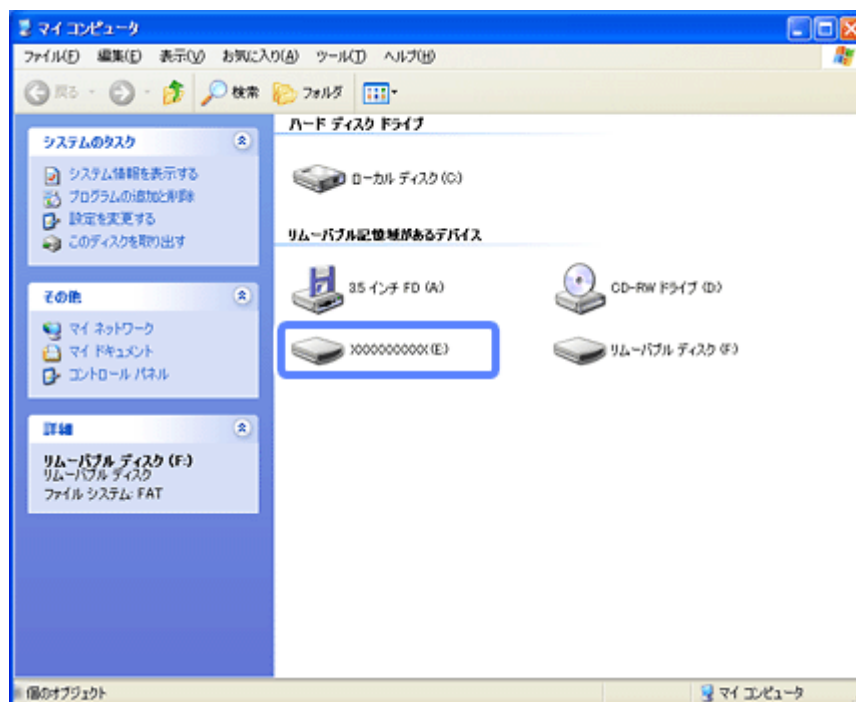 マイ コンピュータ
ファイル(F) 編集(E) 表示(V) お気に入り(A) ツール(T) ヘルプ(H)
戻る 検索 フォルダ
システムのタスク
システム情報を表示する
プログラムの追加と削除
設定を変更する
このディスクを取り出す
その他
マイ ネットワーク
マイ ドキュメント
コントロール パネル
詳細
リムーバブル ディスク (F:)
リムーバブル ディスク
ファイル システム: FAT
ハード ディスク ドライブ
ローカル ディスク (C:)
リムーバブル記憶域があるデバイス
3.5 インチ FD (A:)
CD-RW ドライブ (D:)
XXXXXXXXXX(E:)
リムーバブル ディスク (F:)
個のオブジェクト
マイ コンピュータ